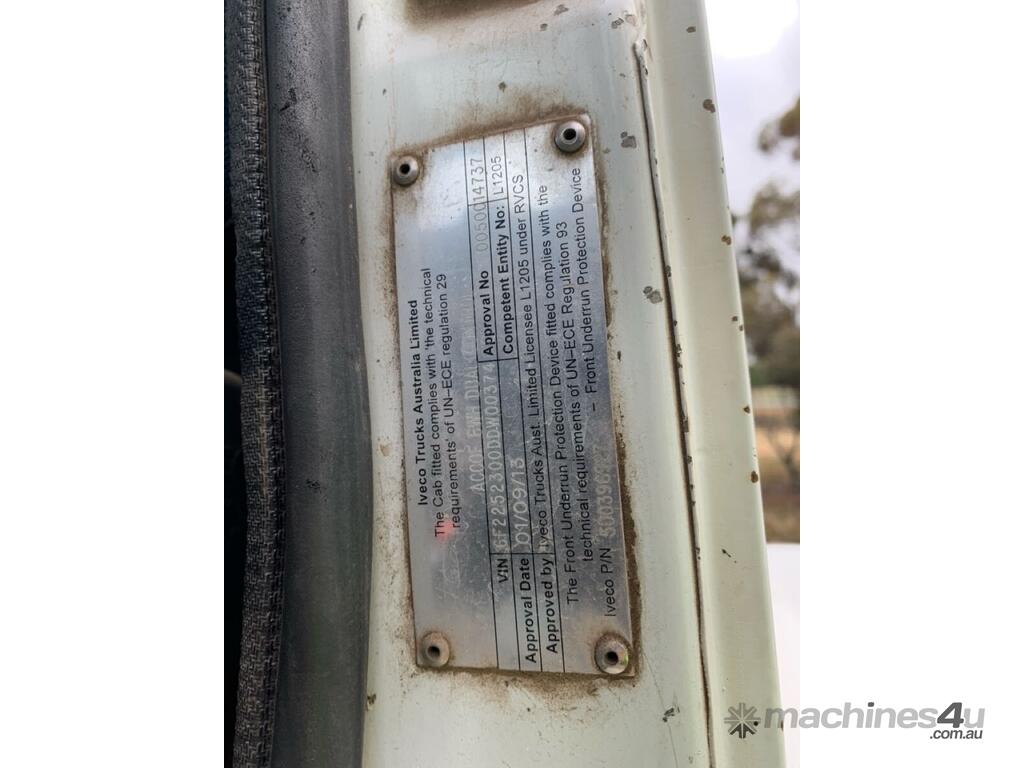 Iveco Trucks Australia Limited
The Cab fitted complies with 'the technical
requirements' of UN-ECE regulation 29
ACCOF
VIN Approval No 0050014737
Approval Date 01/09/13 Competent Entity No: L1205
Approved by Iveco Trucks Aust. Limited Licensee L1205 under RVCS
The Front Underrun Protection Device fitted complies with the
technical requirements of UN-ECE Regulation 93
Iveco P/N – Front Underrun Protection Device
machines4u
.com.au